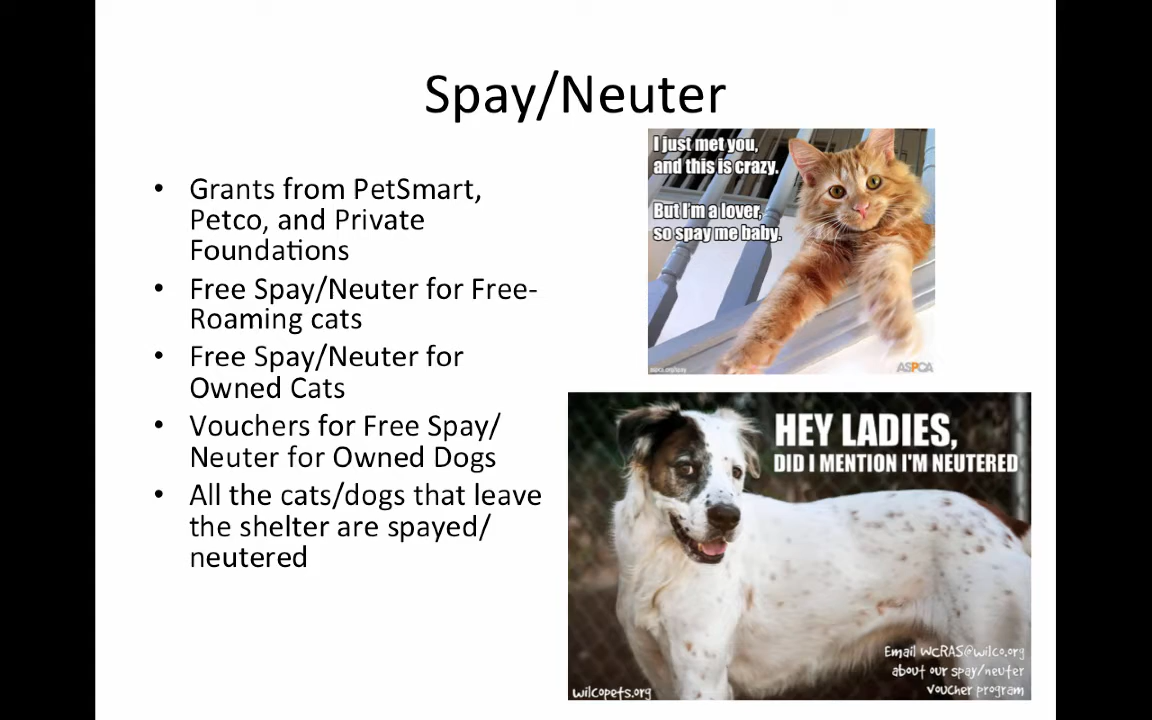 Spay/Neuter
• Grants from PetSmart,
Petco, and Private
Foundations
• Free Spay/Neuter for Free-
Roaming cats
• Free Spay/Neuter for
Owned Cats
• Vouchers for Free Spay/
Neuter for Owned Dogs
• All the cats/dogs that leave
the shelter are spayed/
neutered
I just met you,
and this is crazy.
But I'm a lover,
so spay me baby.
aspca.org/spay
ASPCA
HEY LADIES,
DID I MENTION I'M NEUTERED
Email WCRAS@wilco.org
about our spay/neuter
voucher program
wilcopets.org